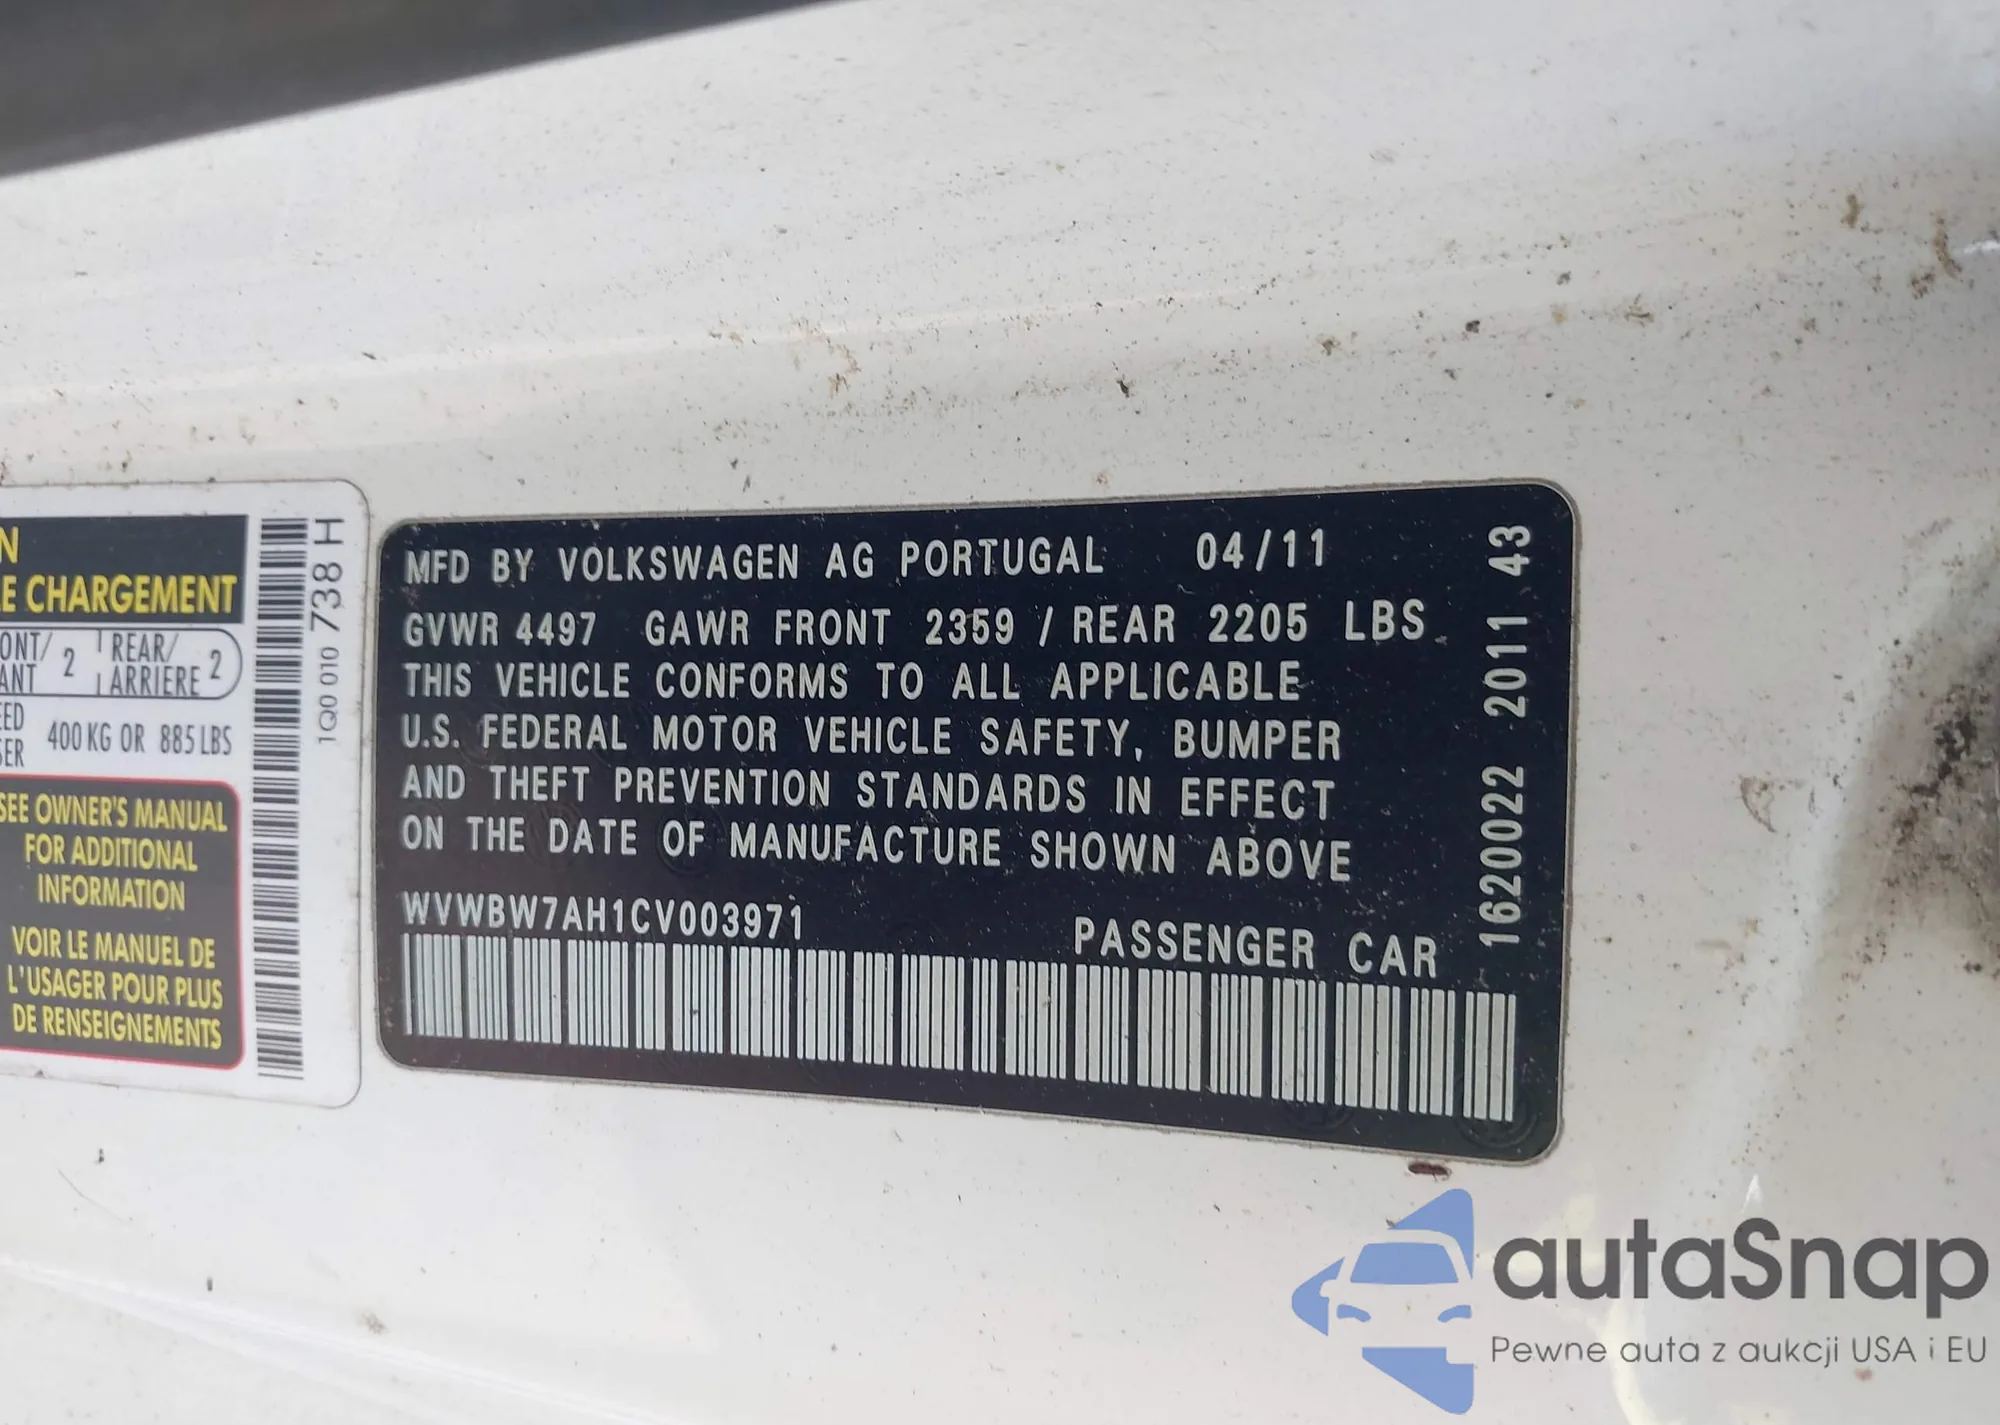 N
E CHARGEMENT
ONT/ 2 REAR/ 2
ANT ARRIERE
EED 400 KG OR 885 LBS
SER
SEE OWNER'S MANUAL
FOR ADDITIONAL
INFORMATION
VOIR LE MANUEL DE
L'USAGER POUR PLUS
DE RENSEIGNEMENTS
1Q0 010 738 H
MFD BY VOLKSWAGEN AG PORTUGAL 04/11
GVWR 4497 GAWR FRONT 2359 / REAR 2205 LBS
THIS VEHICLE CONFORMS TO ALL APPLICABLE
U.S. FEDERAL MOTOR VEHICLE SAFETY, BUMPER
AND THEFT PREVENTION STANDARDS IN EFFECT
ON THE DATE OF MANUFACTURE SHOWN ABOVE
WVWBW7AH1CV003971
PASSENGER CAR
1620022 2011 43
autaSnap
Pewne auta z aukcji USA i EU